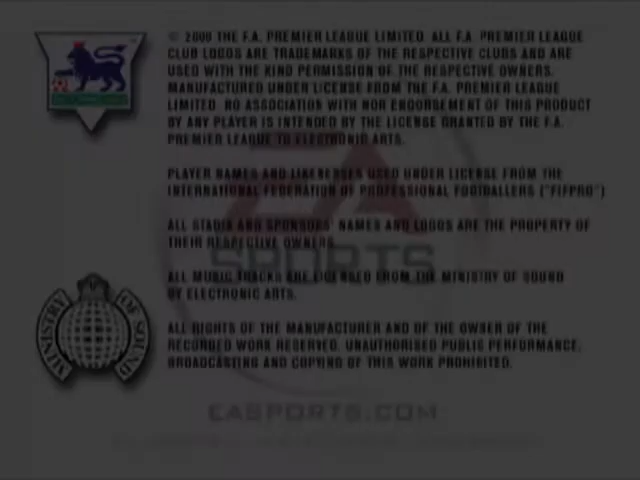 © 2000 THE F.A. PREMIER LEAGUE LIMITED. ALL F.A. PREMIER LEAGUE
CLUB LOGOS ARE TRADEMARKS OF THE RESPECTIVE CLUBS AND ARE
USED WITH THE KIND PERMISSION OF THE RESPECTIVE OWNERS.
MANUFACTURED UNDER LICENSE FROM THE F.A. PREMIER LEAGUE
LIMITED. NO ASSOCIATION WITH NOR ENDORSEMENT OF THIS PRODUCT
BY ANY PLAYER IS INTENDED BY THE LICENSE GRANTED BY THE F.A.
PREMIER LEAGUE TO ELECTRONIC ARTS.
PLAYER NAMES AND LIKENESSES USED UNDER LICENSE FROM THE
INTERNATIONAL FEDERATION OF PROFESSIONAL FOOTBALLERS ("FIFPRO")
ALL STADIA AND SPONSORS' NAMES AND LOGOS ARE THE PROPERTY OF
THEIR RESPECTIVE OWNERS
EA
SPORTS
ALL MUSIC TRACKS ARE LICENSED FROM THE MINISTRY OF SOUND
BY ELECTRONIC ARTS.
MINISTRY OF SOUND
ALL RIGHTS OF THE MANUFACTURER AND OF THE OWNER OF THE
RECORDED WORK RESERVED. UNAUTHORISED PUBLIC PERFORMANCE,
BROADCASTING AND COPYING OF THIS WORK PROHIBITED.
EASPORTS.COM